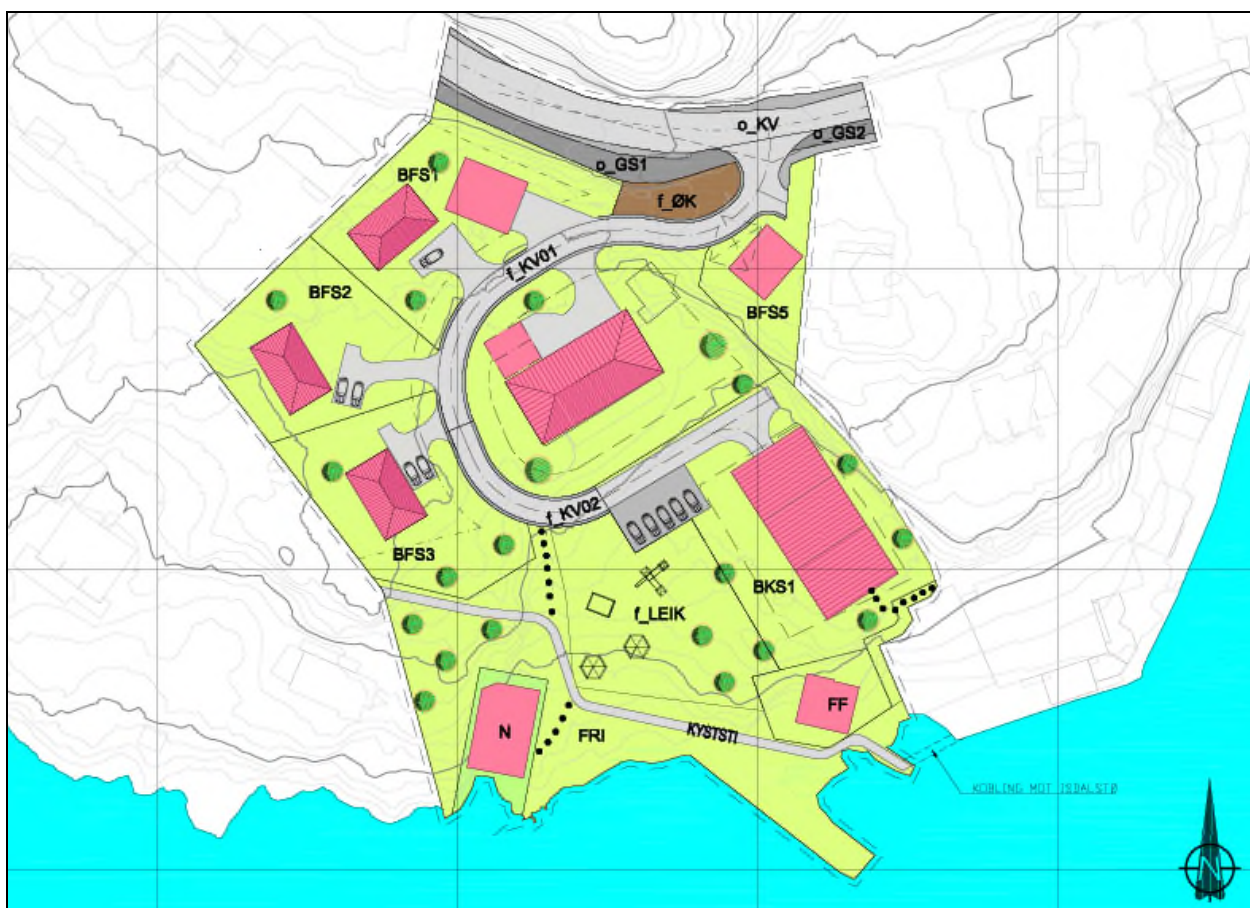 o_KV
o_GS2
o_GS1
BFS1
f_ØK
f_KV01
BFS2
BFS5
f_KV02
BFS3
BKS1
f_LEIK
FF
N
FRI
KYSTSTI
KOBLING MOT ISDALSTØ
N